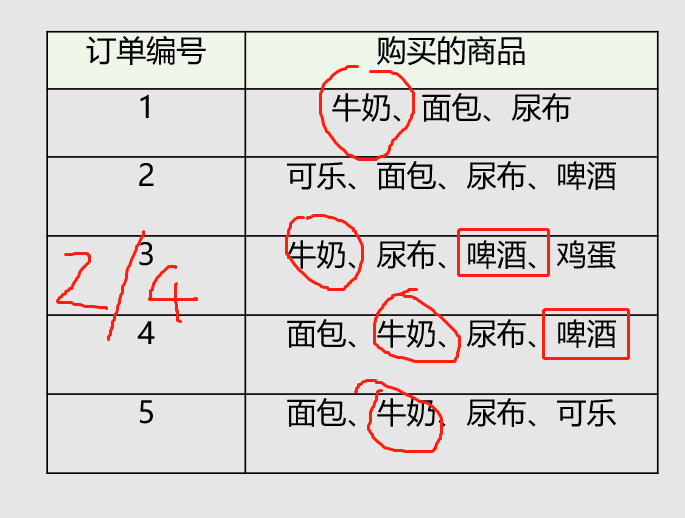 订单编号 购买的商品
1 牛奶、面包、尿布
2 可乐、面包、尿布、啤酒
3 牛奶、尿布、啤酒、鸡蛋
2/4
4 面包、牛奶、尿布、啤酒
5 面包、牛奶、尿布、可乐